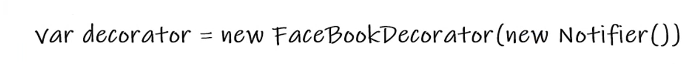 var decorator = new FaceBookDecorator(new Notifier())